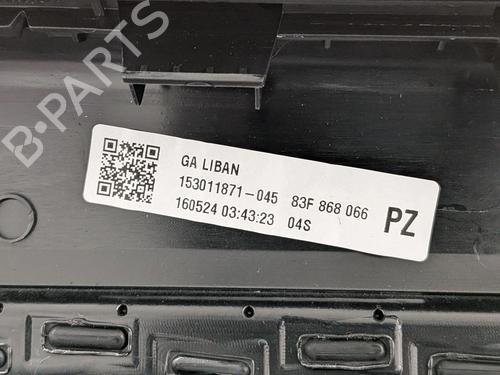 B-PARTS
GA LIBAN
153011871-045 83F 868 066
160524 03:43:23 04S
PZ